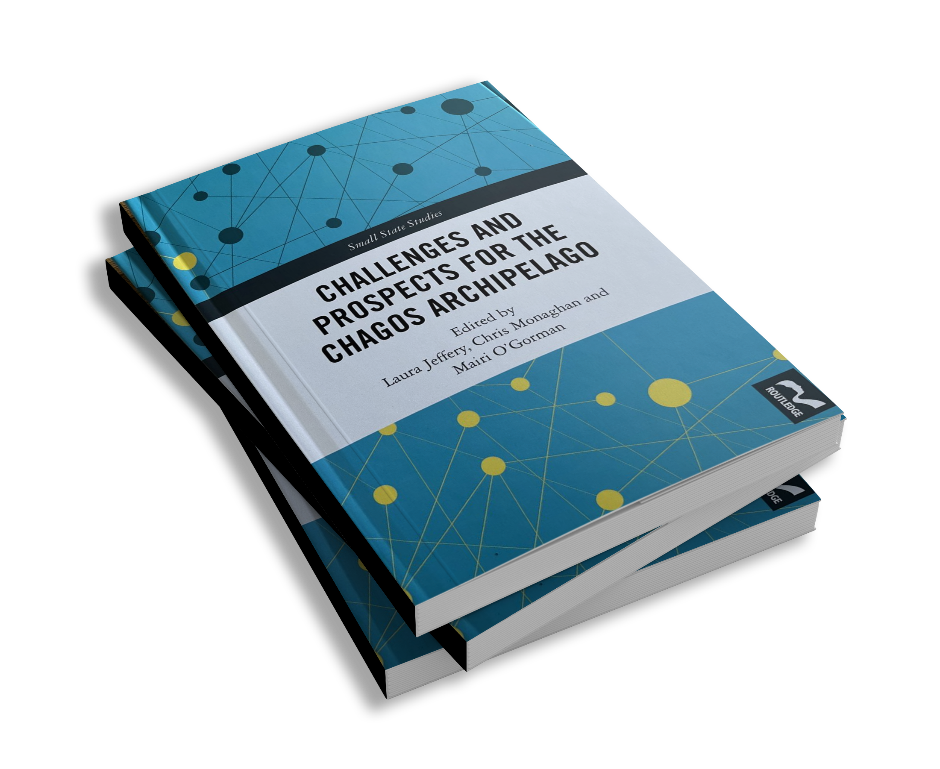 Small State Studies
CHALLENGES AND
PROSPECTS FOR THE
CHAGOS ARCHIPELAGO
Edited by
Laura Jeffery, Chris Monaghan and
Mairi O'Gorman
ROUTLEDGE
DGE